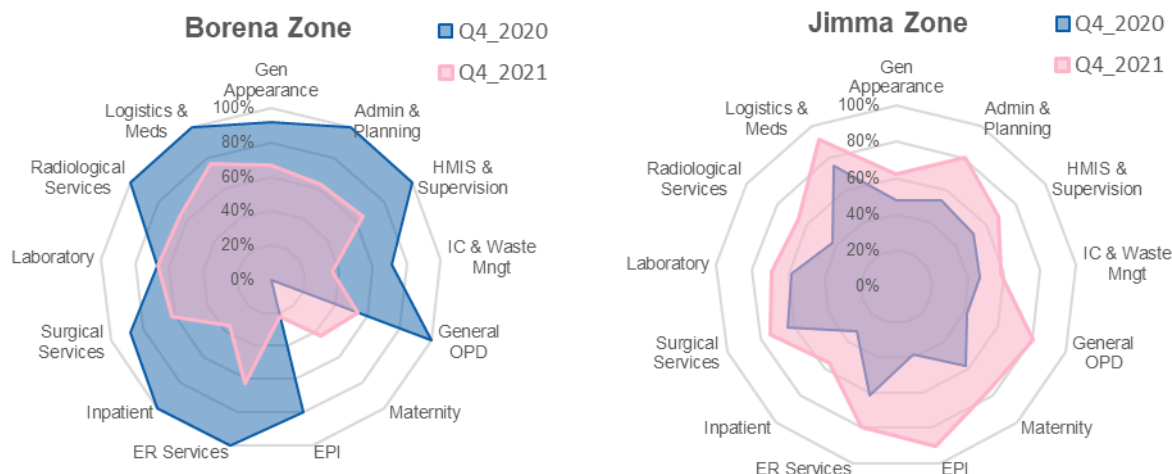 Borena Zone
Q4_2020
Q4_2021
Gen
Appearance
Admin &
Planning
HMIS &
Supervision
IC & Waste
Mngt
General
OPD
Maternity
EPI
ER Services
Inpatient
Surgical
Services
Laboratory
Radiological
Services
Logistics &
Meds
100%
80%
60%
40%
20%
0%
Jimma Zone
Q4_2020
Q4_2021
Gen
Appearance
Admin &
Planning
HMIS &
Supervision
IC & Waste
Mngt
General
OPD
Maternity
EPI
ER Services
Inpatient
Surgical
Services
Laboratory
Radiological
Services
Logistics &
Meds
100%
80%
60%
40%
20%
0%